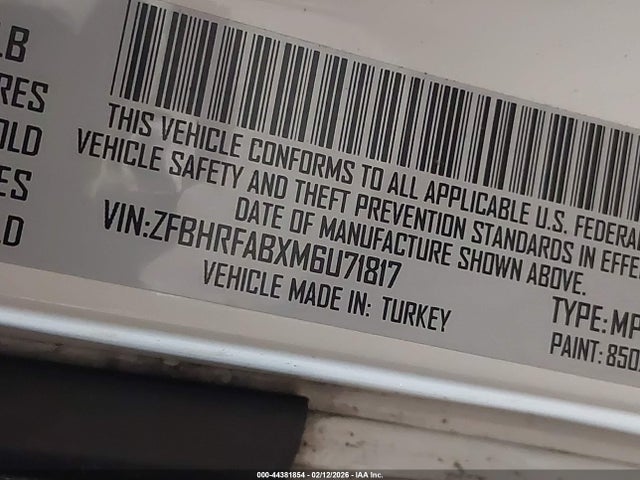 LB
RES
OLD
ES
LD
THIS VEHICLE CONFORMS TO ALL APPLICABLE U.S. FEDERAL
VEHICLE SAFETY AND THEFT PREVENTION STANDARDS IN EFFE
DATE OF MANUFACTURE SHOWN ABOVE.
VIN:ZFBHRFABXM6U71817
VEHICLE MADE IN: TURKEY
TYPE:MP
PAINT: 850
000-44381854 - 02/12/2026 - IAA Inc.